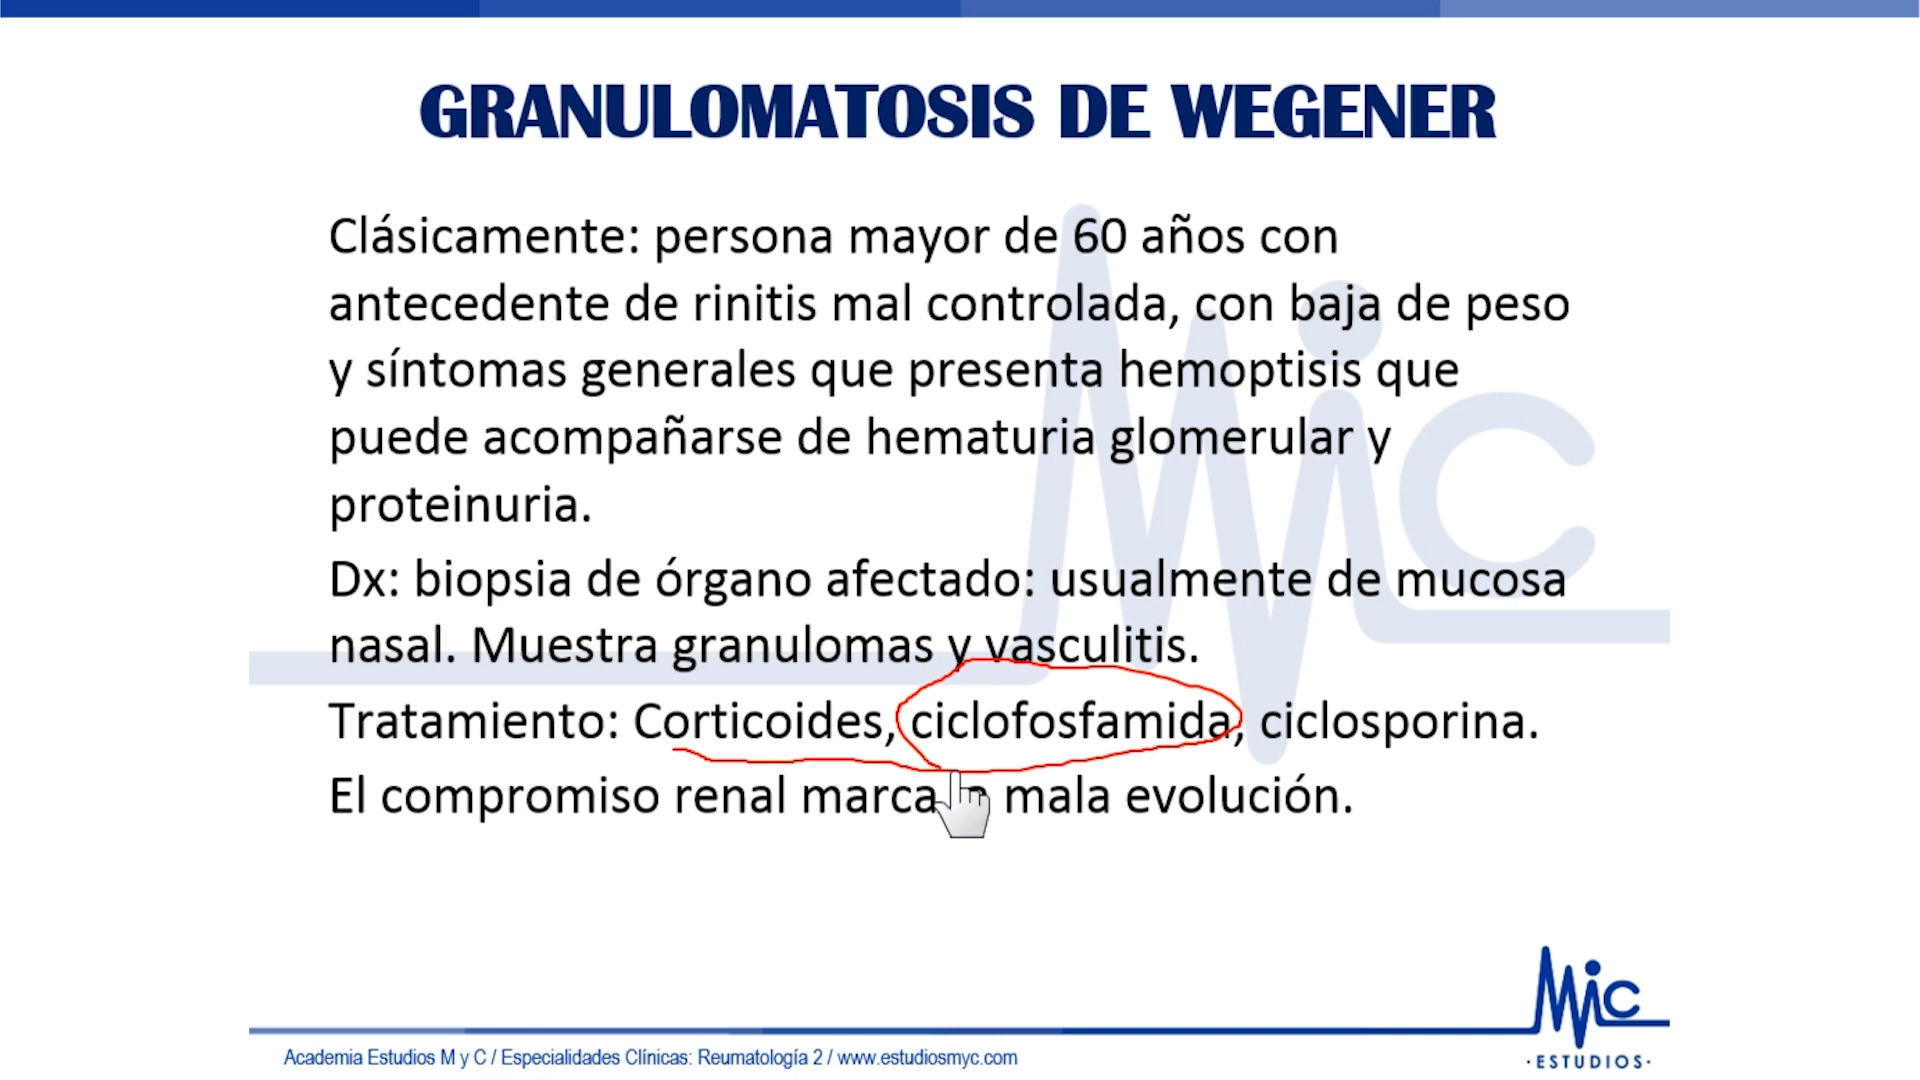 GRANULOMATOSIS DE WEGENER
Clásicamente: persona mayor de 60 años con
antecedente de rinitis mal controlada, con baja de peso
y síntomas generales que presenta hemoptisis que
puede acompañarse de hematuria glomerular y
proteinuria.
Dx: biopsia de órgano afectado: usualmente de mucosa
nasal. Muestra granulomas y vasculitis.
Tratamiento: Corticoides, ciclofosfamida, ciclosporina.
El compromiso renal marca mala evolución.
MiC
Academia Estudios M y C / Especialidades Clínicas: Reumatología 2 / www.estudiosmyc.com
MiC
·ESTUDIOS·